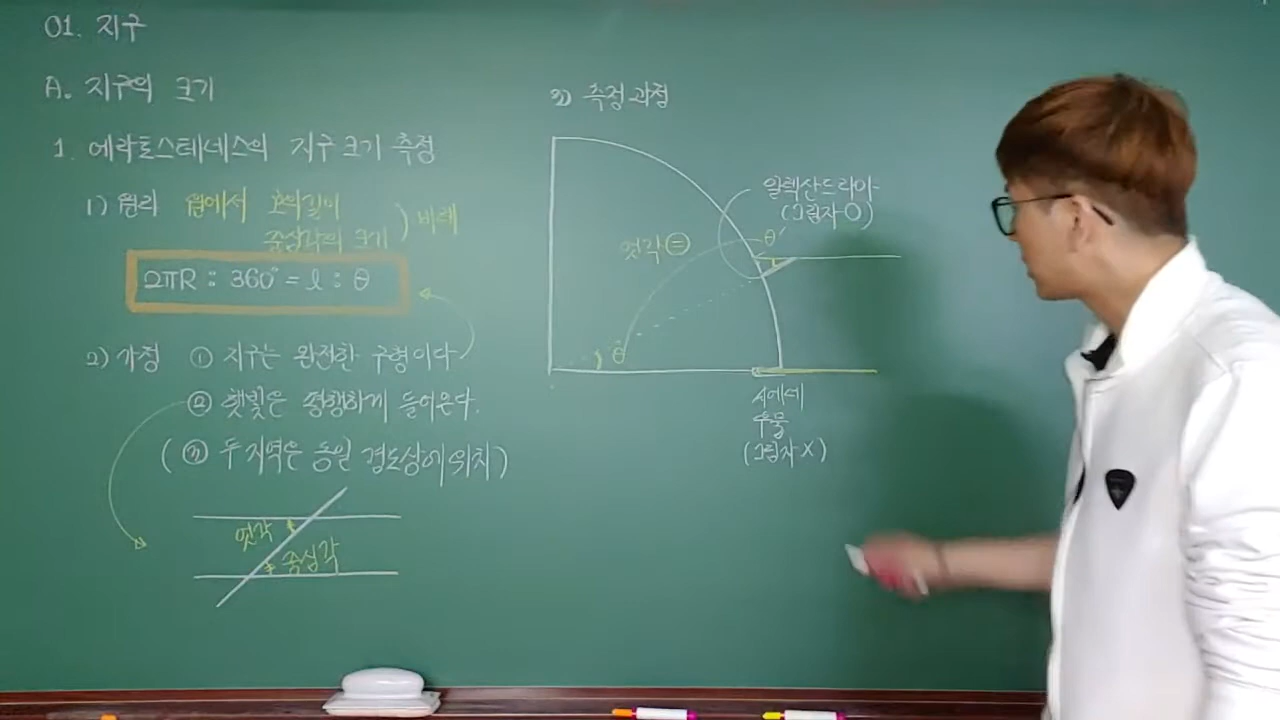 01. 지구
A. 지구의 크기
1. 에라토스테네스의 지구 크기 측정
1) 원리 원에서 호의 길이
중심각의 크기 ) 비례
2πR : 360° = l : θ
2) 가정 ① 지구는 완전한 구형이다
② 햇빛은 평행하게 들어온다.
(③ 두 지역은 동일 경도상에 위치)
엇각
중심각
3) 측정 과정
알렉산드리아
(그림자 O)
엇각 =
θ'
θ
시에네
우물
(그림자 X)